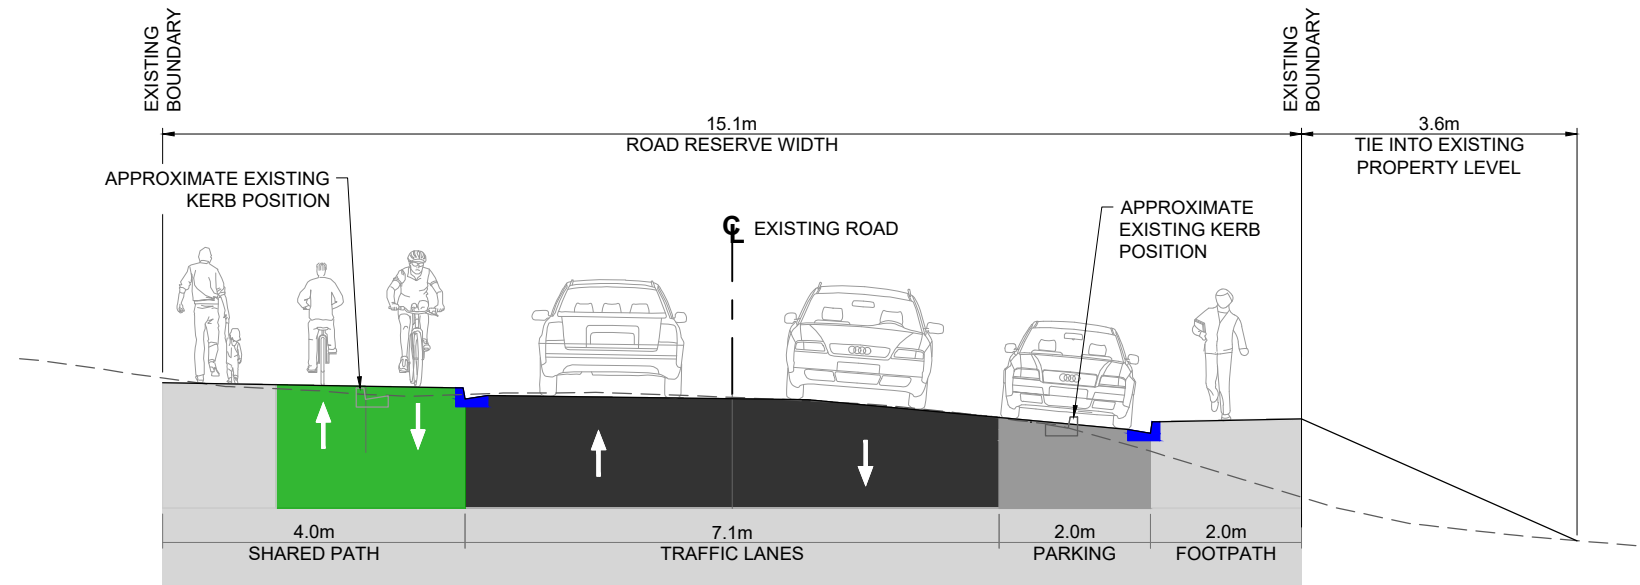 EXISTING
BOUNDARY
EXISTING
BOUNDARY
15.1m
ROAD RESERVE WIDTH
3.6m
TIE INTO EXISTING
PROPERTY LEVEL
APPROXIMATE EXISTING
KERB POSITION
APPROXIMATE
EXISTING KERB
POSITION
CL EXISTING ROAD
4.0m
SHARED PATH
7.1m
TRAFFIC LANES
2.0m
PARKING
2.0m
FOOTPATH